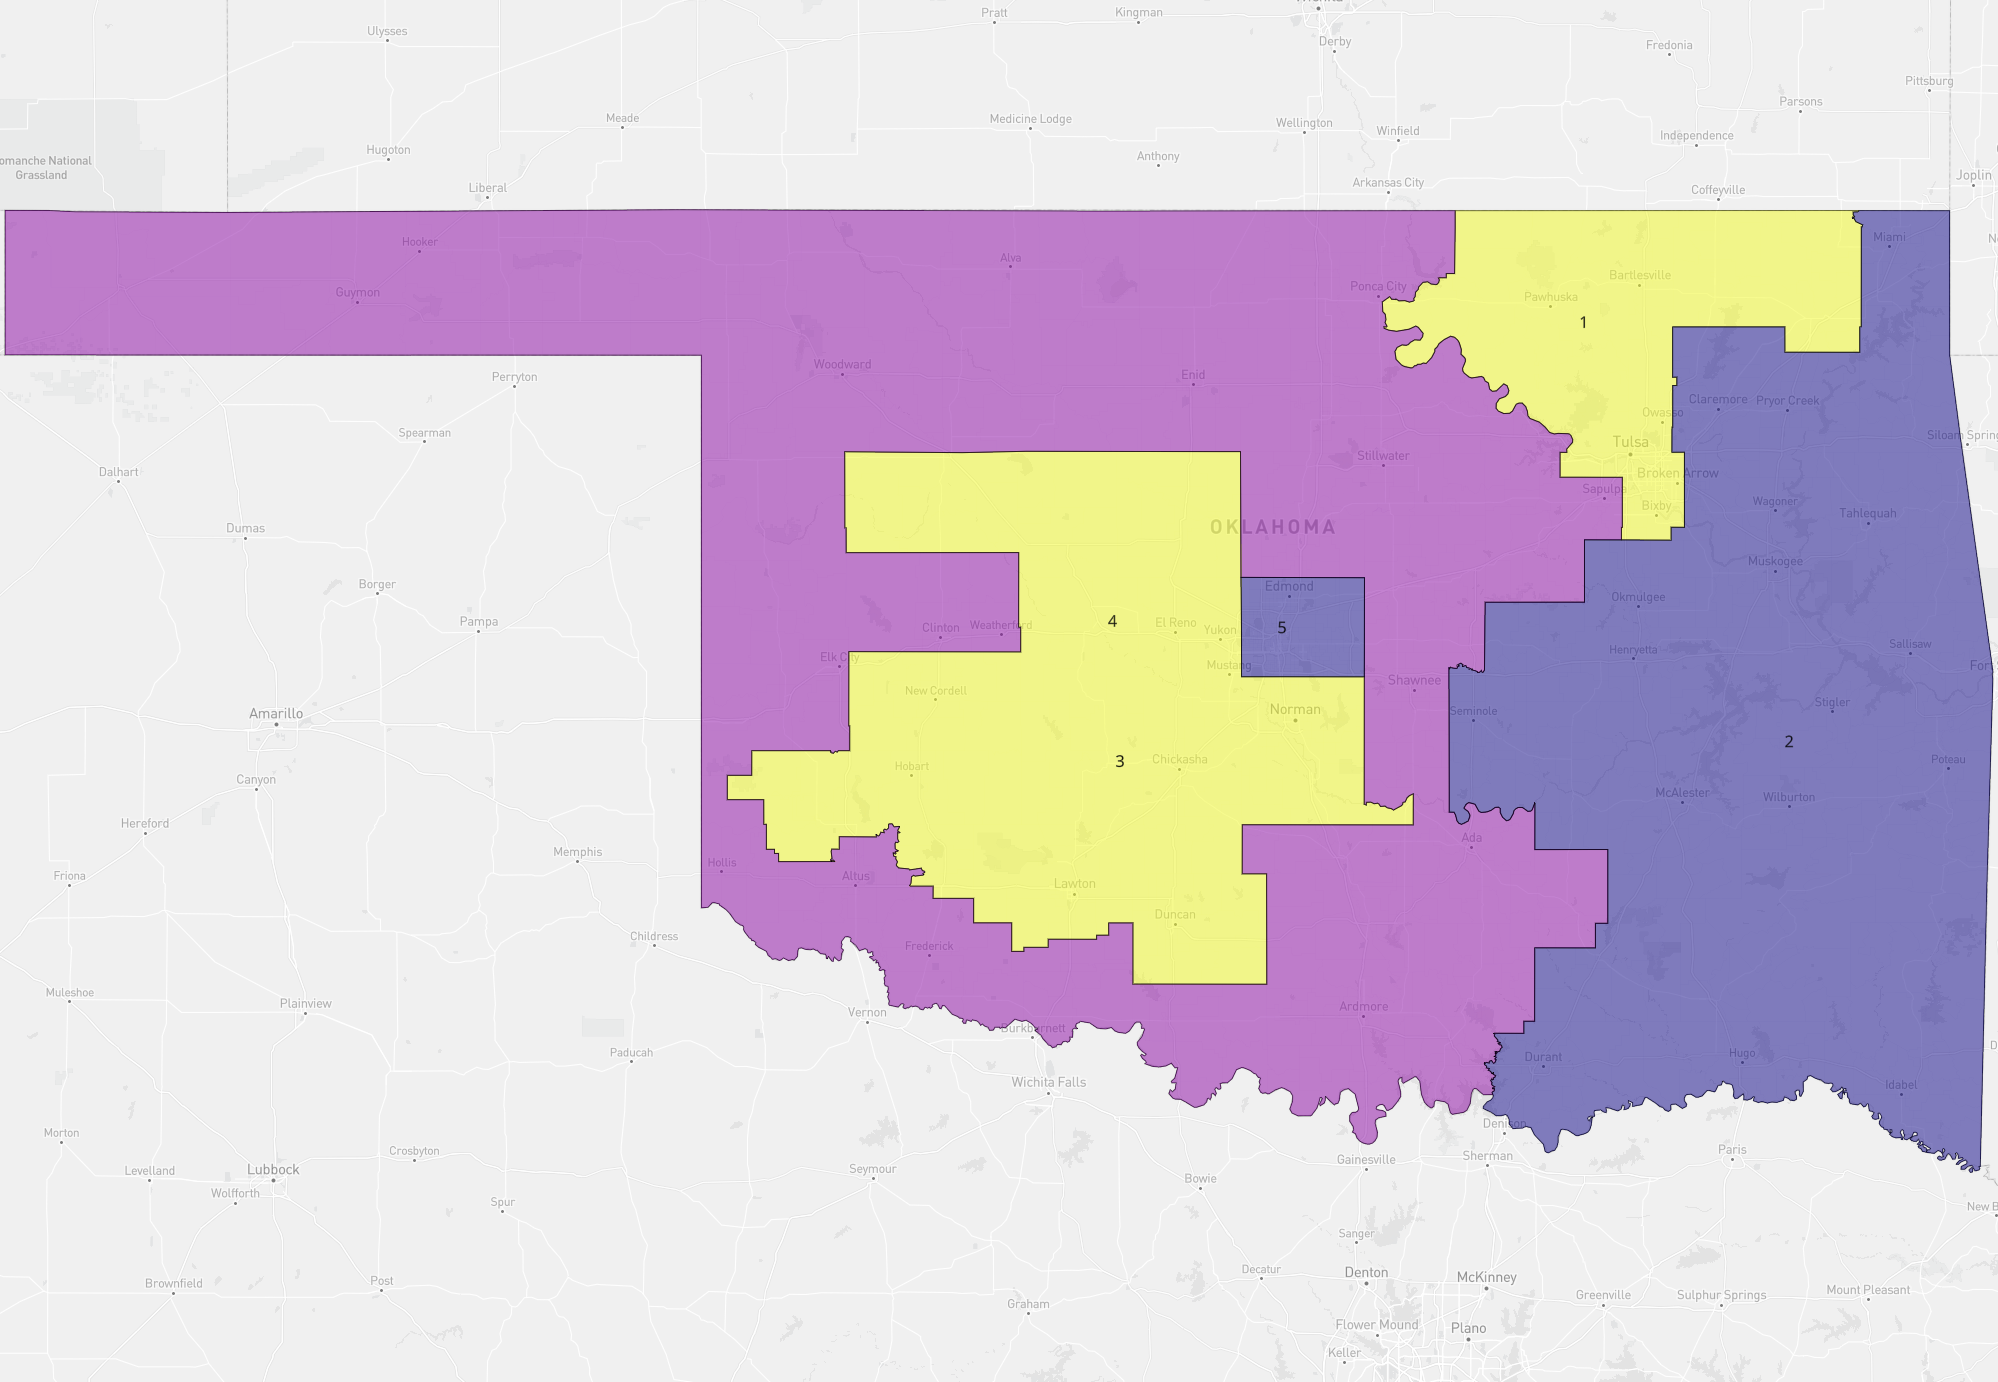 Pratt
Kingman
Ulysses
Derby
Fredonia
Pittsburg
Parsons
Meade
Medicine Lodge
Wellington
Winfield
Independence
Hugoton
Anthony
omanche National
Grassland
Joplin
Liberal
Arkansas City
Coffeyville
Hooker
Alva
Miami
Guymon
Ponca City
Pawhuska
Bartlesville
1
Woodward
Enid
Perryton
Claremore
Pryor Creek
Owasso
Spearman
Tulsa
Siloam Spring
Stillwater
Dalhart
Broken Arrow
Sapulpa
Bixby
Wagoner
Tahlequah
Dumas
OKLAHOMA
Muskogee
Borger
Edmond
Okmulgee
Pampa
4
El Reno
Yukon
5
Clinton
Weatherford
Henryetta
Sallisaw
Elk City
Mustang
For
New Cordell
Shawnee
Amarillo
Norman
Seminole
Stigler
2
Canyon
Hobart
3
Chickasha
Poteau
McAlester
Wilburton
Hereford
Memphis
Ada
Friona
Hollis
Altus
Lawton
Duncan
Childress
Frederick
Muleshoe
Plainview
Vernon
Ardmore
Burkburnett
Paducah
Durant
Hugo
Wichita Falls
Idabel
Morton
Crosbyton
Denison
Levelland
Lubbock
Seymour
Gainesville
Sherman
Paris
Wolfforth
Spur
Bowie
New B
Sanger
Brownfield
Post
Decatur
Denton
McKinney
Greenville
Sulphur Springs
Mount Pleasant
Graham
Flower Mound
Plano
Keller